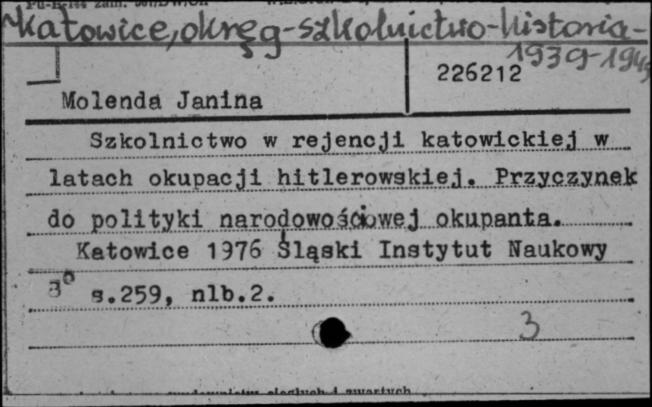 Katowice, okręg-szkolnictwo-historia-
1939-1945
226212
Molenda Janina
Szkolnictwo w rejencji katowickiej w
latach okupacji hitlerowskiej. Przyczynek
do polityki narodowościowej okupanta.
Katowice 1976 Śląski Instytut Naukowy
8° s.259, nlb.2.
3